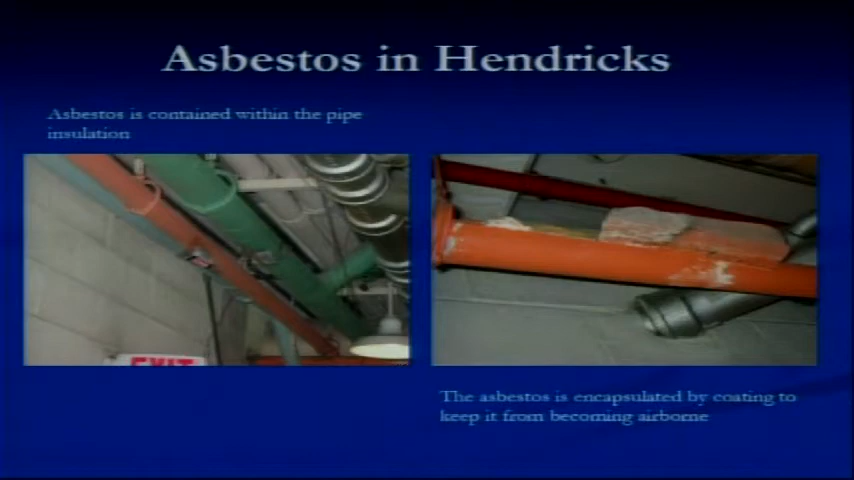 Asbestos in Hendricks
Asbestos is contained within the pipe
insulation
EXIT
The asbestos is encapsulated by coating to
keep it from becoming airborne